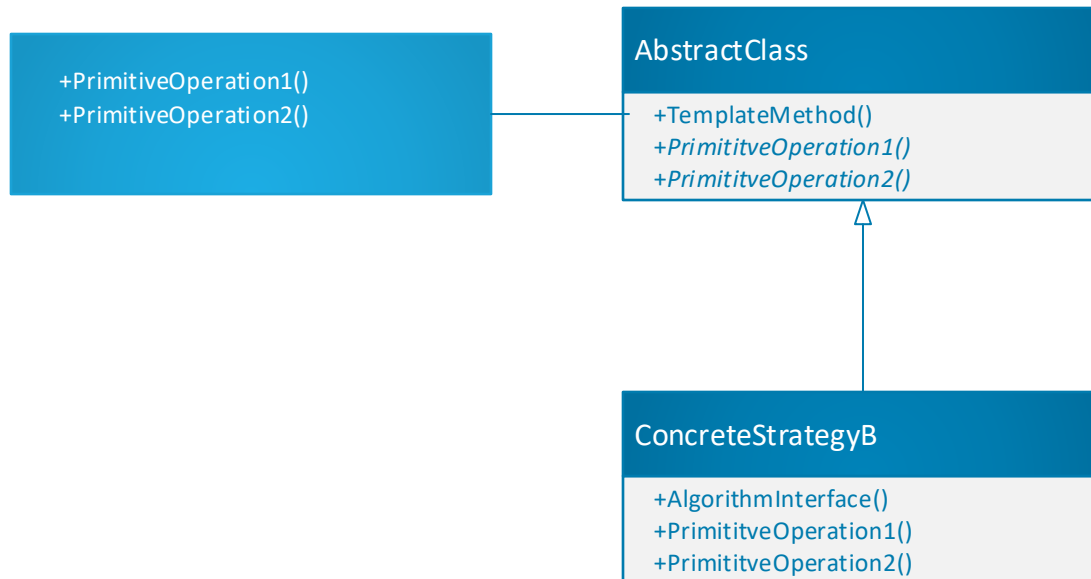 +PrimitiveOperation1()
+PrimitiveOperation2()
AbstractClass
+TemplateMethod()
+PrimititveOperation1()
+PrimititveOperation2()
ConcreteStrategyB
+AlgorithmInterface()
+PrimititveOperation1()
+PrimititveOperation2()